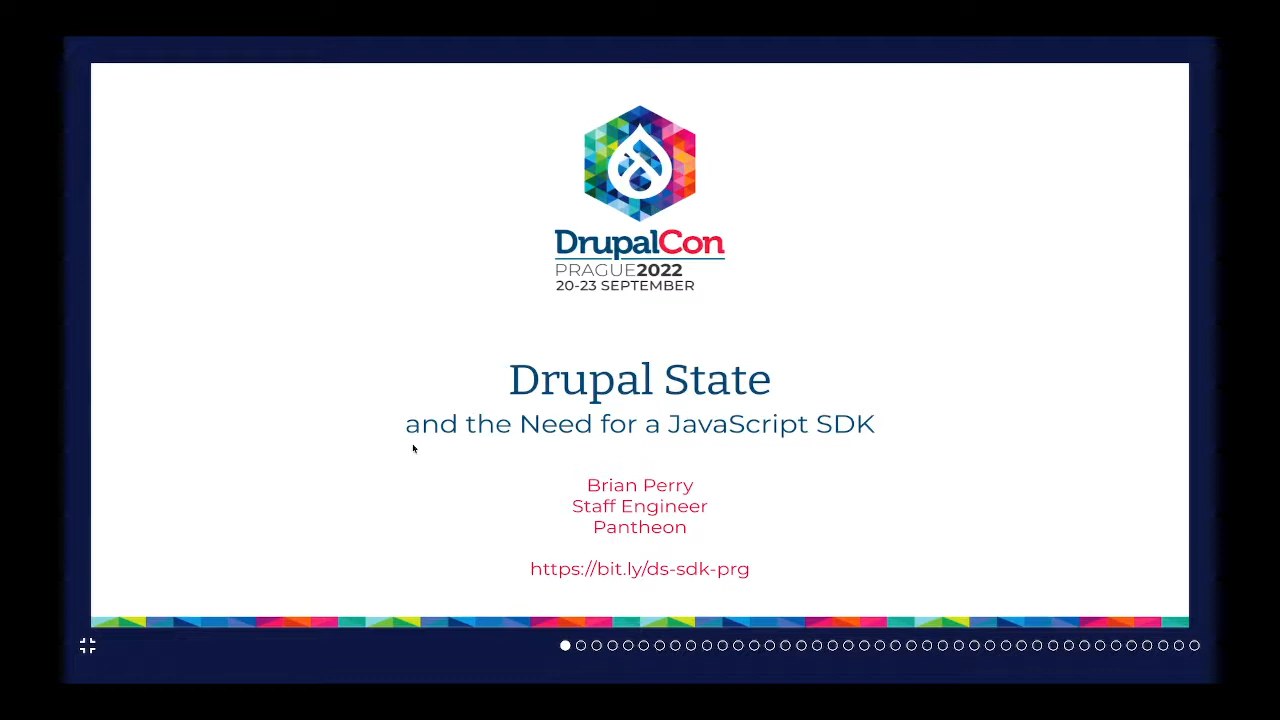 DrupalCon
PRAGUE2022
20-23 SEPTEMBER
Drupal State
and the Need for a JavaScript SDK
Brian Perry
Staff Engineer
Pantheon
https://bit.ly/ds-sdk-prg